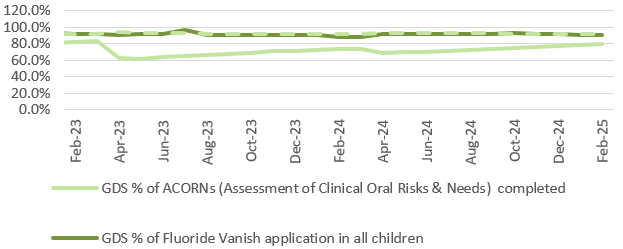 120.0%
100.0%
80.0%
60.0%
40.0%
20.0%
0.0%
Feb-23
Apr-23
Jun-23
Aug-23
Oct-23
Dec-23
Feb-24
Apr-24
Jun-24
Aug-24
Oct-24
Dec-24
Feb-25
GDS % of ACORNs (Assessment of Clinical Oral Risks & Needs) completed
GDS % of Fluoride Vanish application in all children